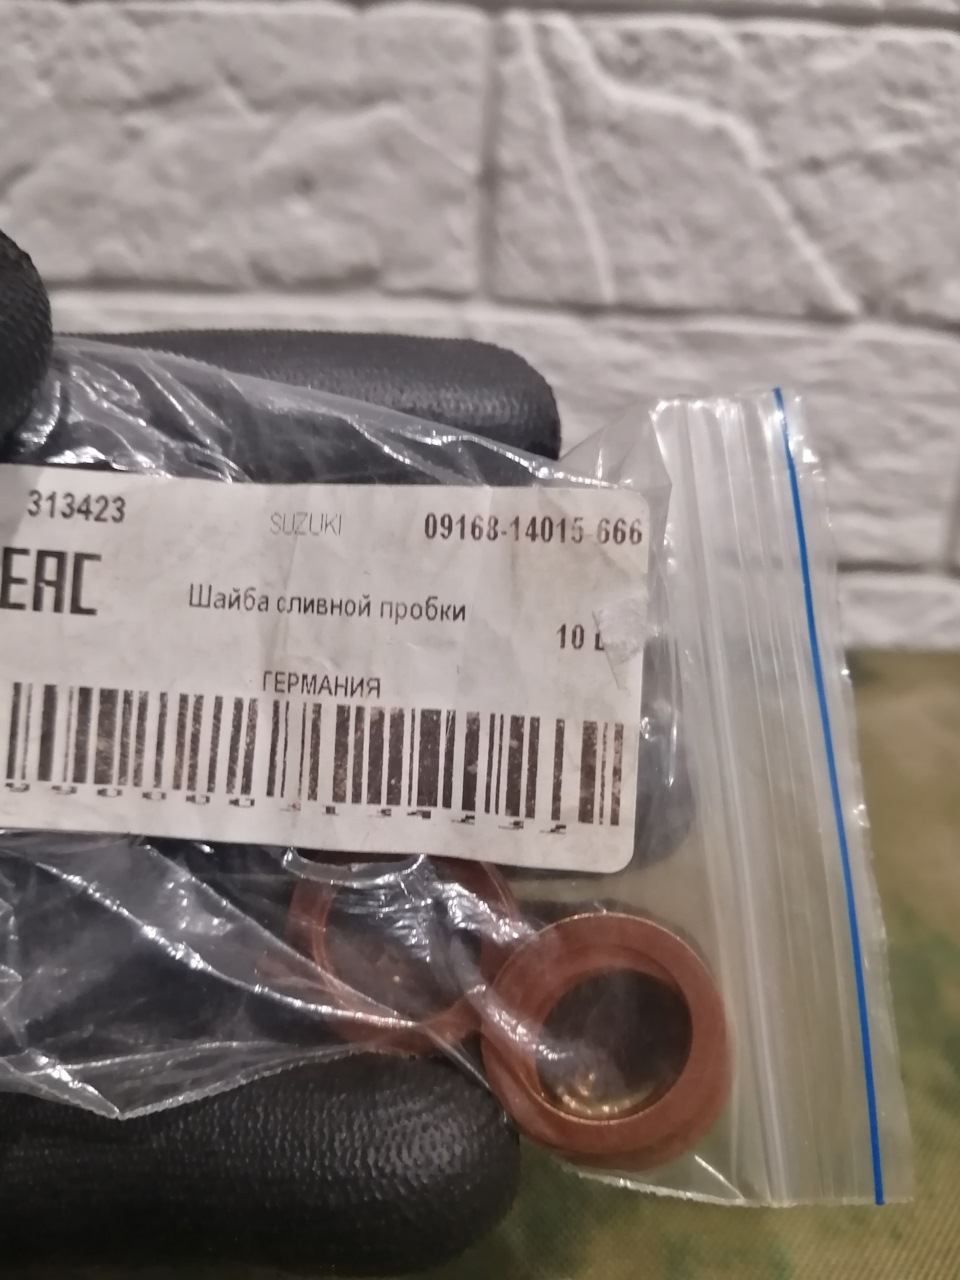 313423 SUZUKI 09168-14015-666
EAC
Шайба сливной пробки
10
ГЕРМАНИЯ